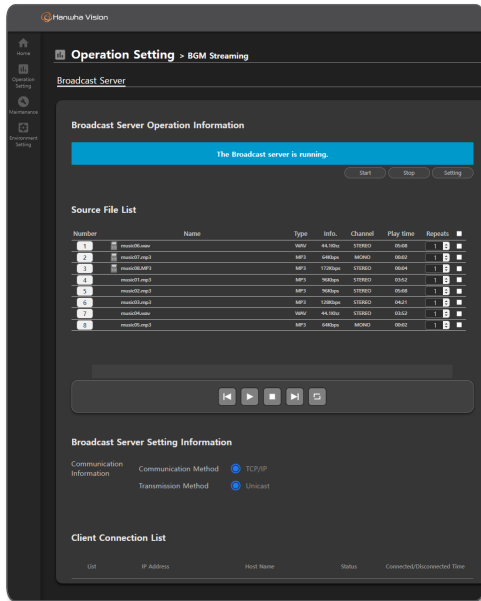 Hanwha Vision
Home
Operation Setting > BGM Streaming
Operation
Setting
Broadcast Server
Maintenance
Environment
Setting
Broadcast Server Operation Information
The Broadcast server is running.
Start Stop Setting
Source File List
Number Name Type Info. Channel Play time Repeats
1 music06.wav WAV 44.1Khz STEREO 05:08 1
2 music07.mp3 MP3 64Kbps MONO 00:02 1
3 music08.MP3 MP3 172Kbps STEREO 00:04 1
4 music01.mp3 MP3 96Kbps STEREO 03:52 1
5 music02.mp3 MP3 96Kbps STEREO 05:08 1
6 music03.mp3 MP3 128Kbps STEREO 04:21 1
7 music04.wav WAV 44.1Khz STEREO 03:52 1
8 music05.mp3 MP3 64Kbps MONO 00:02 1
Broadcast Server Setting Information
Communication
Information
Communication Method TCP/IP
Transmission Method Unicast
Client Connection List
List IP Address Host Name Status Connected/Disconnected Time